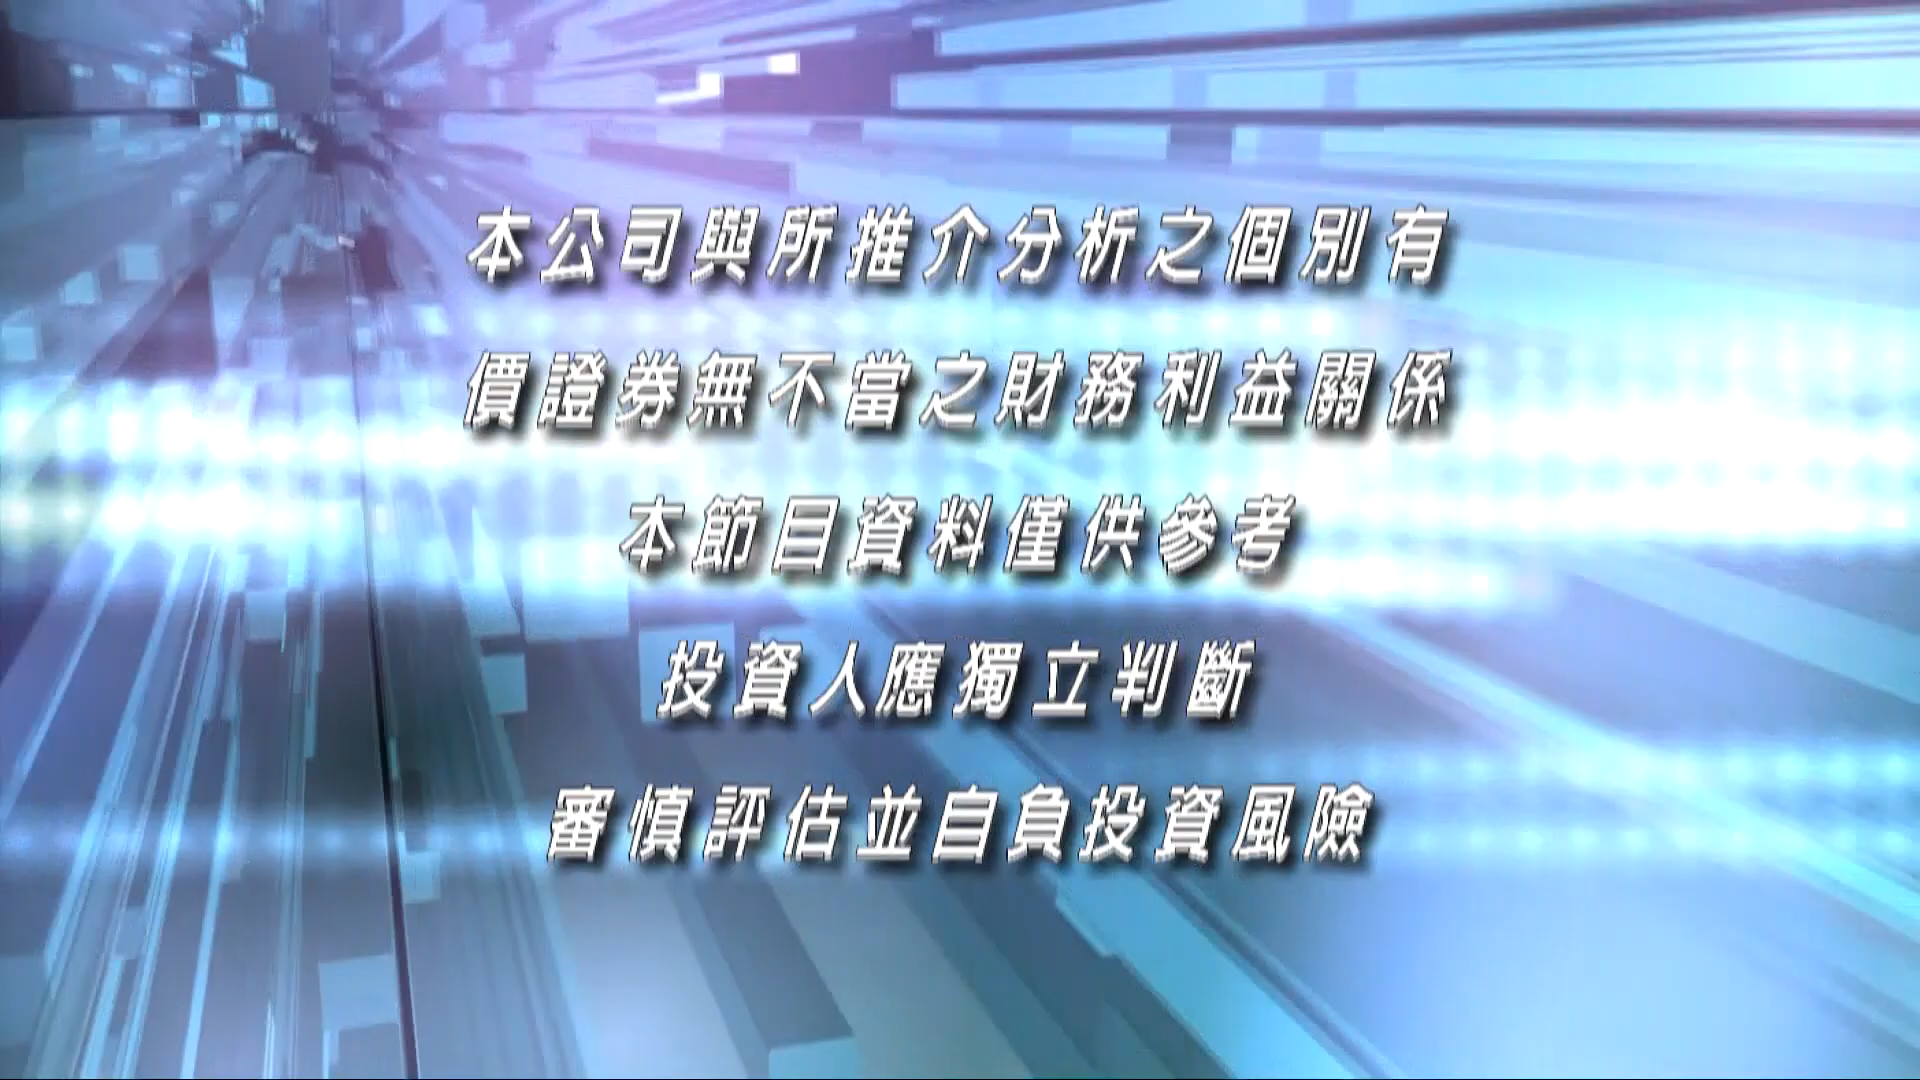 本公司與所推介分析之個別有
價證券無不當之財務利益關係
本節目資料僅供參考
投資人應獨立判斷
審慎評估並自負投資風險